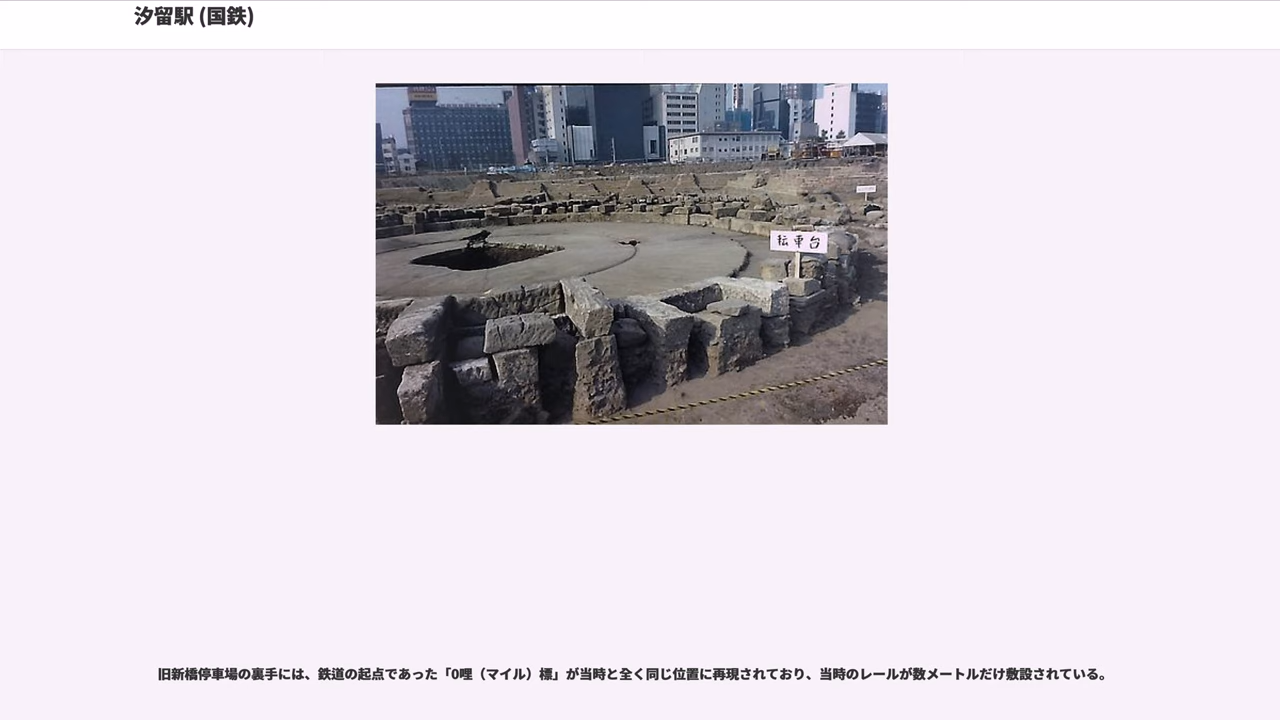 汐留駅 (国鉄)
転車台
旧新橋停車場の裏手には、鉄道の起点であった「0哩（マイル）標」が当時と全く同じ位置に再現されており、当時のレールが数メートルだけ敷設されている。